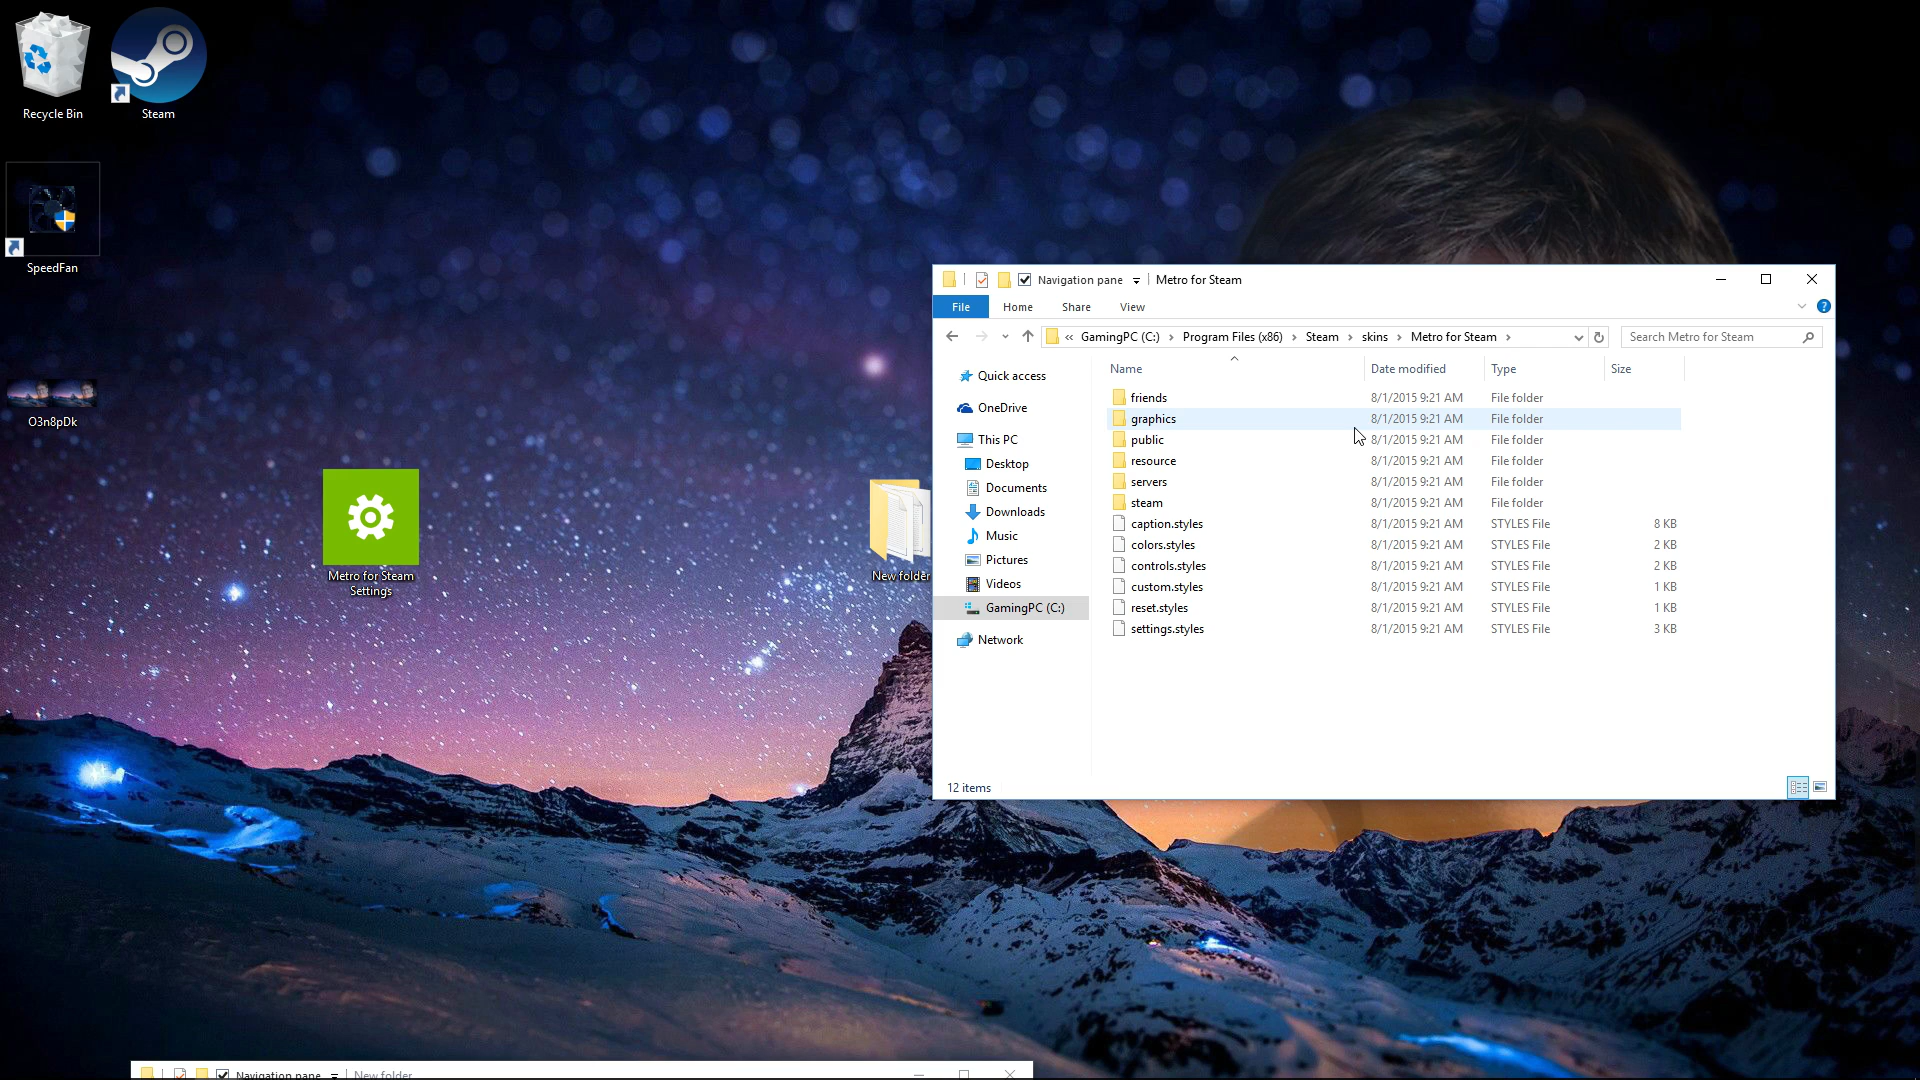 Recycle Bin
Steam
SpeedFan
O3n8pDk
Metro for Steam
Settings
New folder
Navigation pane
Metro for Steam
File
Home
Share
View
?
« GamingPC (C:) › Program Files (x86) › Steam › skins › Metro for Steam ›
Search Metro for Steam
Quick access
OneDrive
This PC
Desktop
Documents
Downloads
Music
Pictures
Videos
GamingPC (C:)
Network
Name Date modified Type Size
friends 8/1/2015 9:21 AM File folder
graphics 8/1/2015 9:21 AM File folder
public 8/1/2015 9:21 AM File folder
resource 8/1/2015 9:21 AM File folder
servers 8/1/2015 9:21 AM File folder
steam 8/1/2015 9:21 AM File folder
caption.styles 8/1/2015 9:21 AM STYLES File 8 KB
colors.styles 8/1/2015 9:21 AM STYLES File 2 KB
controls.styles 8/1/2015 9:21 AM STYLES File 2 KB
custom.styles 8/1/2015 9:21 AM STYLES File 1 KB
reset.styles 8/1/2015 9:21 AM STYLES File 1 KB
settings.styles 8/1/2015 9:21 AM STYLES File 3 KB
12 items
Navigation pane
New folder